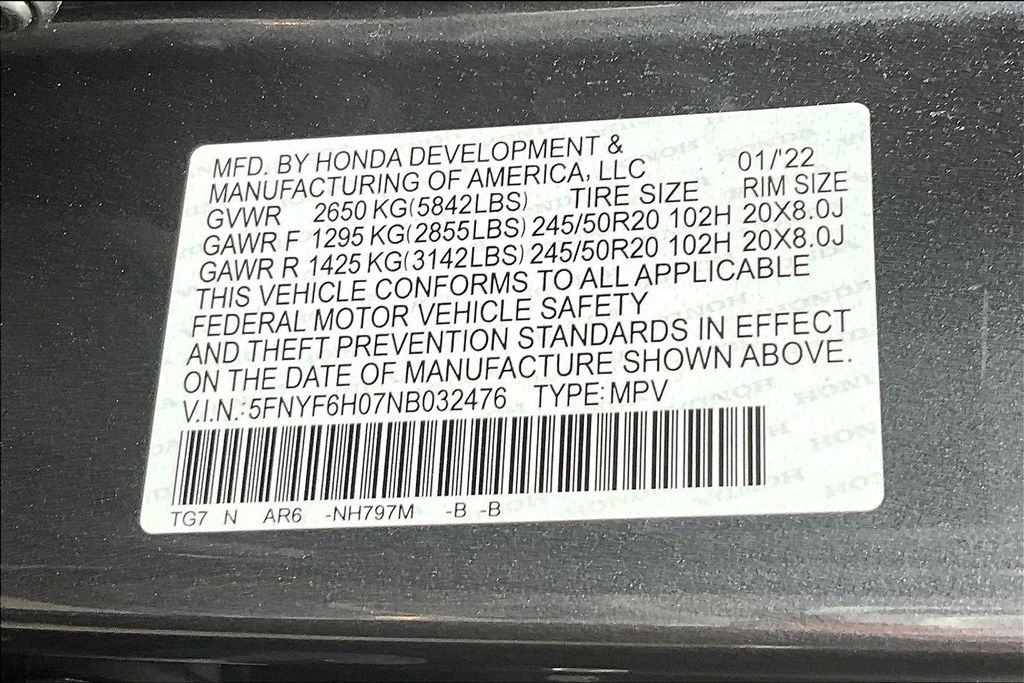 MFD. BY HONDA DEVELOPMENT &
MANUFACTURING OF AMERICA, LLC 01/'22
GVWR 2650 KG(5842LBS) TIRE SIZE RIM SIZE
GAWR F 1295 KG(2855LBS) 245/50R20 102H 20X8.0J
GAWR R 1425 KG(3142LBS) 245/50R20 102H 20X8.0J
THIS VEHICLE CONFORMS TO ALL APPLICABLE
FEDERAL MOTOR VEHICLE SAFETY
AND THEFT PREVENTION STANDARDS IN EFFECT
ON THE DATE OF MANUFACTURE SHOWN ABOVE.
V.I.N.: 5FNYF6H07NB032476 TYPE: MPV
TG7 N AR6 -NH797M -B -B